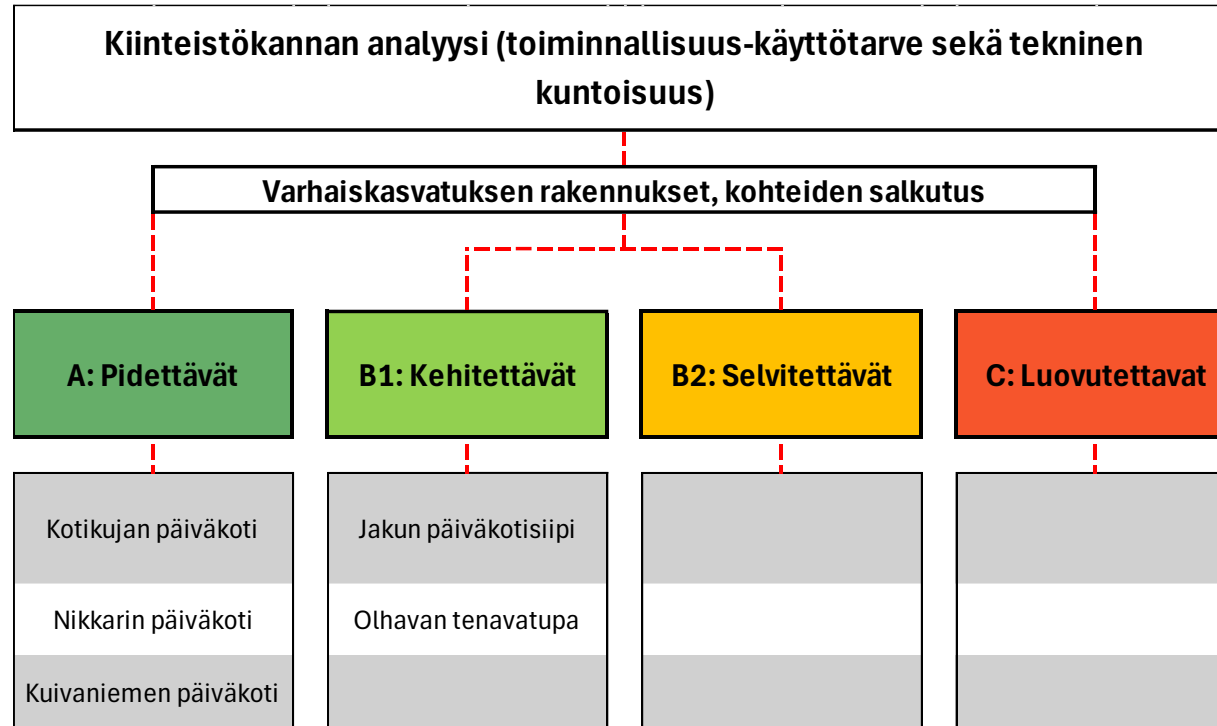 Kiinteistökannan analyysi (toiminnallisuus-käyttötarve sekä tekninen
kuntoisuus)
Varhaiskasvatuksen rakennukset, kohteiden salkutus
A: Pidettävät
B1: Kehitettävät
B2: Selvitettävät
C: Luovutettavat
Kotikujan päiväkoti
Jakun päiväkotisiipi
Nikkarin päiväkoti
Olhavan tenavatupa
Kuivaniemen päiväkoti